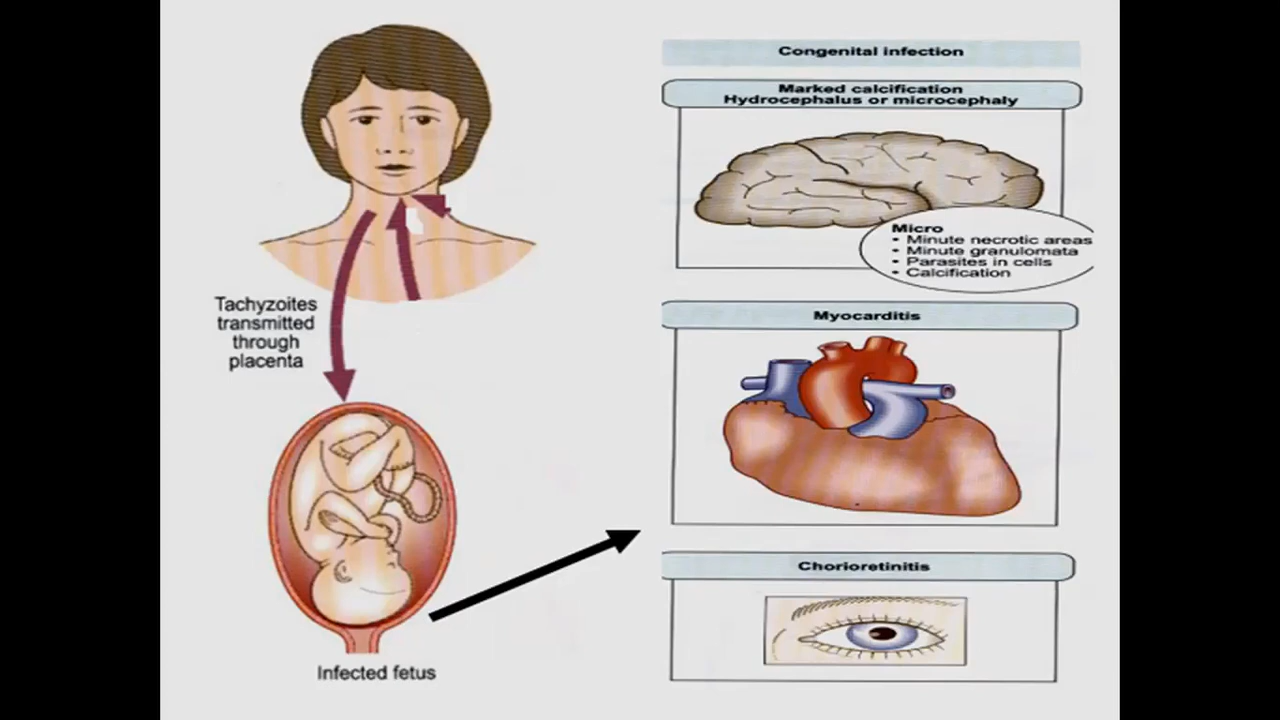 Tachyzoites
transmitted
through
placenta
Infected fetus
Congenital infection
Marked calcification
Hydrocephalus or microcephaly
Micro
• Minute necrotic areas
• Minute granulomata
• Parasites in cells
• Calcification
Myocarditis
Chorioretinitis